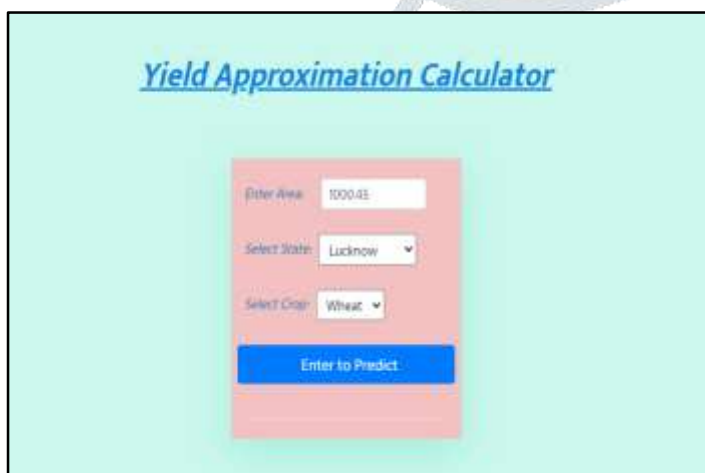 Yield Approximation Calculator
Enter Area: 1000.45
Select State: Lucknow
Select Crop: Wheat
Enter to Predict